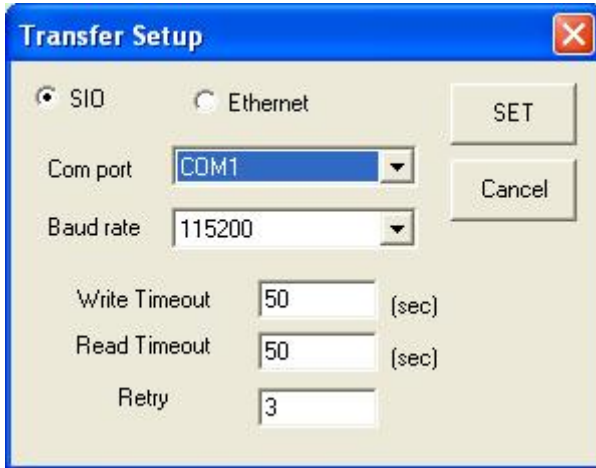 Transfer Setup
SIO Ethernet SET
Com port COM1
Cancel
Baud rate 115200
Write Timeout 50 (sec)
Read Timeout 50 (sec)
Retry 3